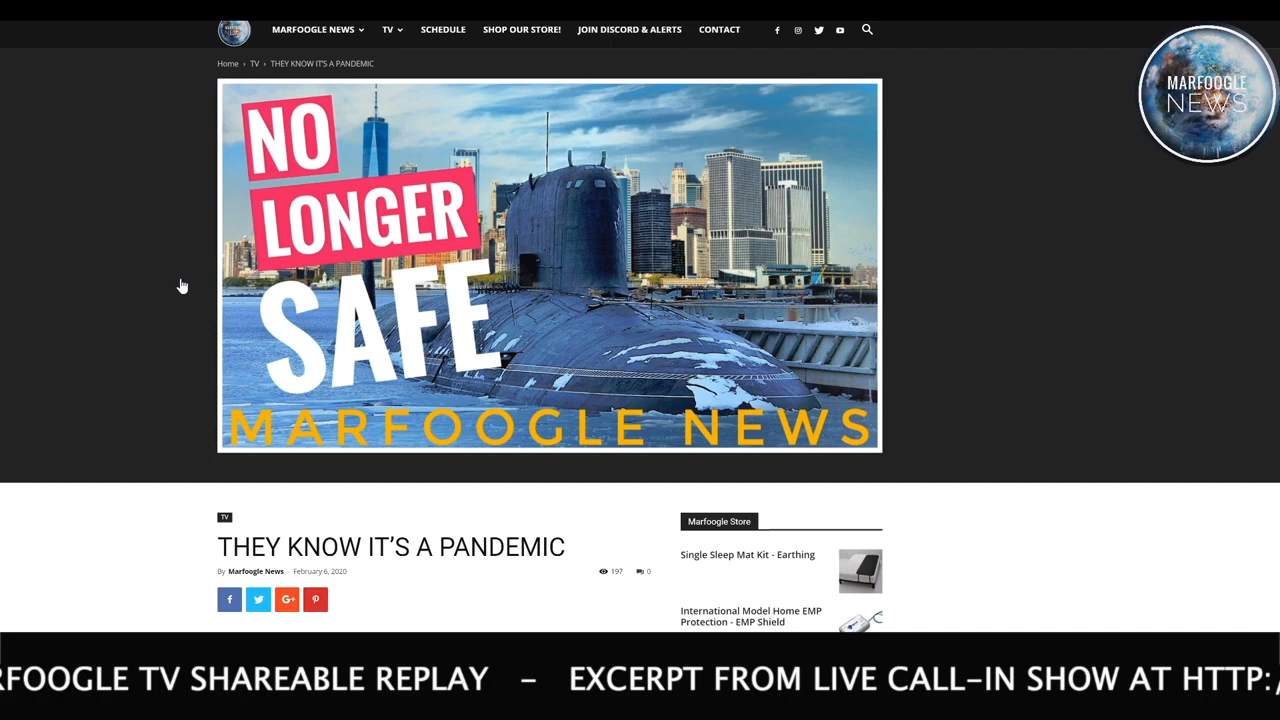 MARFOOGLE NEWS
TV
SCHEDULE
SHOP OUR STORE!
JOIN DISCORD & ALERTS
CONTACT
MARFOOGLE
NEWS
Home › TV › THEY KNOW IT'S A PANDEMIC
NO
LONGER
SAFE
MARFOOGLE NEWS
TV
THEY KNOW IT'S A PANDEMIC
By Marfoogle News - February 6, 2020
197
0
f
G+
Marfoogle Store
Single Sleep Mat Kit - Earthing
International Model Home EMP
Protection - EMP Shield
RFOOGLE TV SHAREABLE REPLAY – EXCERPT FROM LIVE CALL-IN SHOW AT HTTP:/